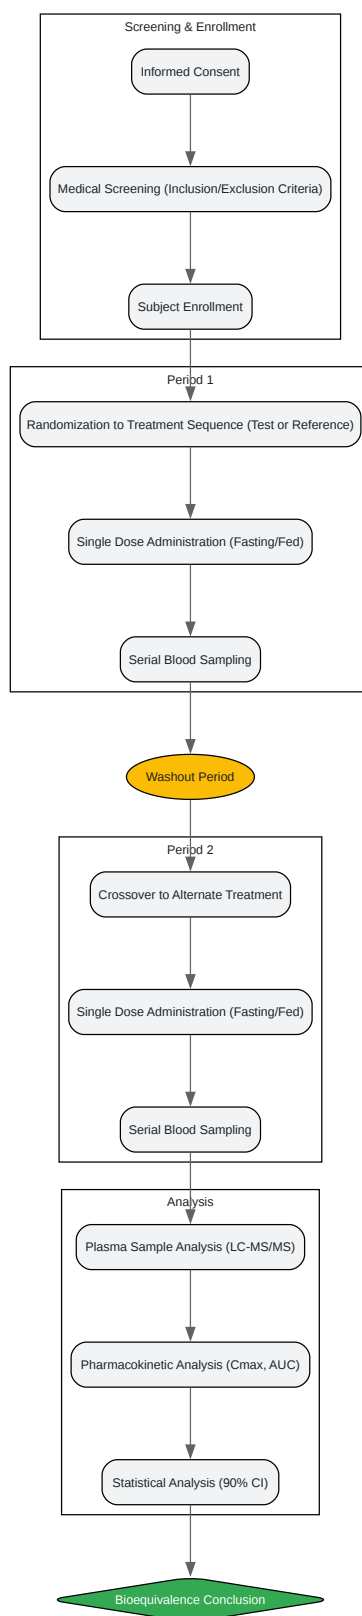 Screening & Enrollment
Informed Consent
Medical Screening (Inclusion/Exclusion Criteria)
Subject Enrollment
Period 1
Randomization to Treatment Sequence (Test or Reference)
Single Dose Administration (Fasting/Fed)
Serial Blood Sampling
Washout Period
Period 2
Crossover to Alternate Treatment
Single Dose Administration (Fasting/Fed)
Serial Blood Sampling
Analysis
Plasma Sample Analysis (LC-MS/MS)
Pharmacokinetic Analysis (Cmax, AUC)
Statistical Analysis (90% CI)
Bioequivalence Conclusion